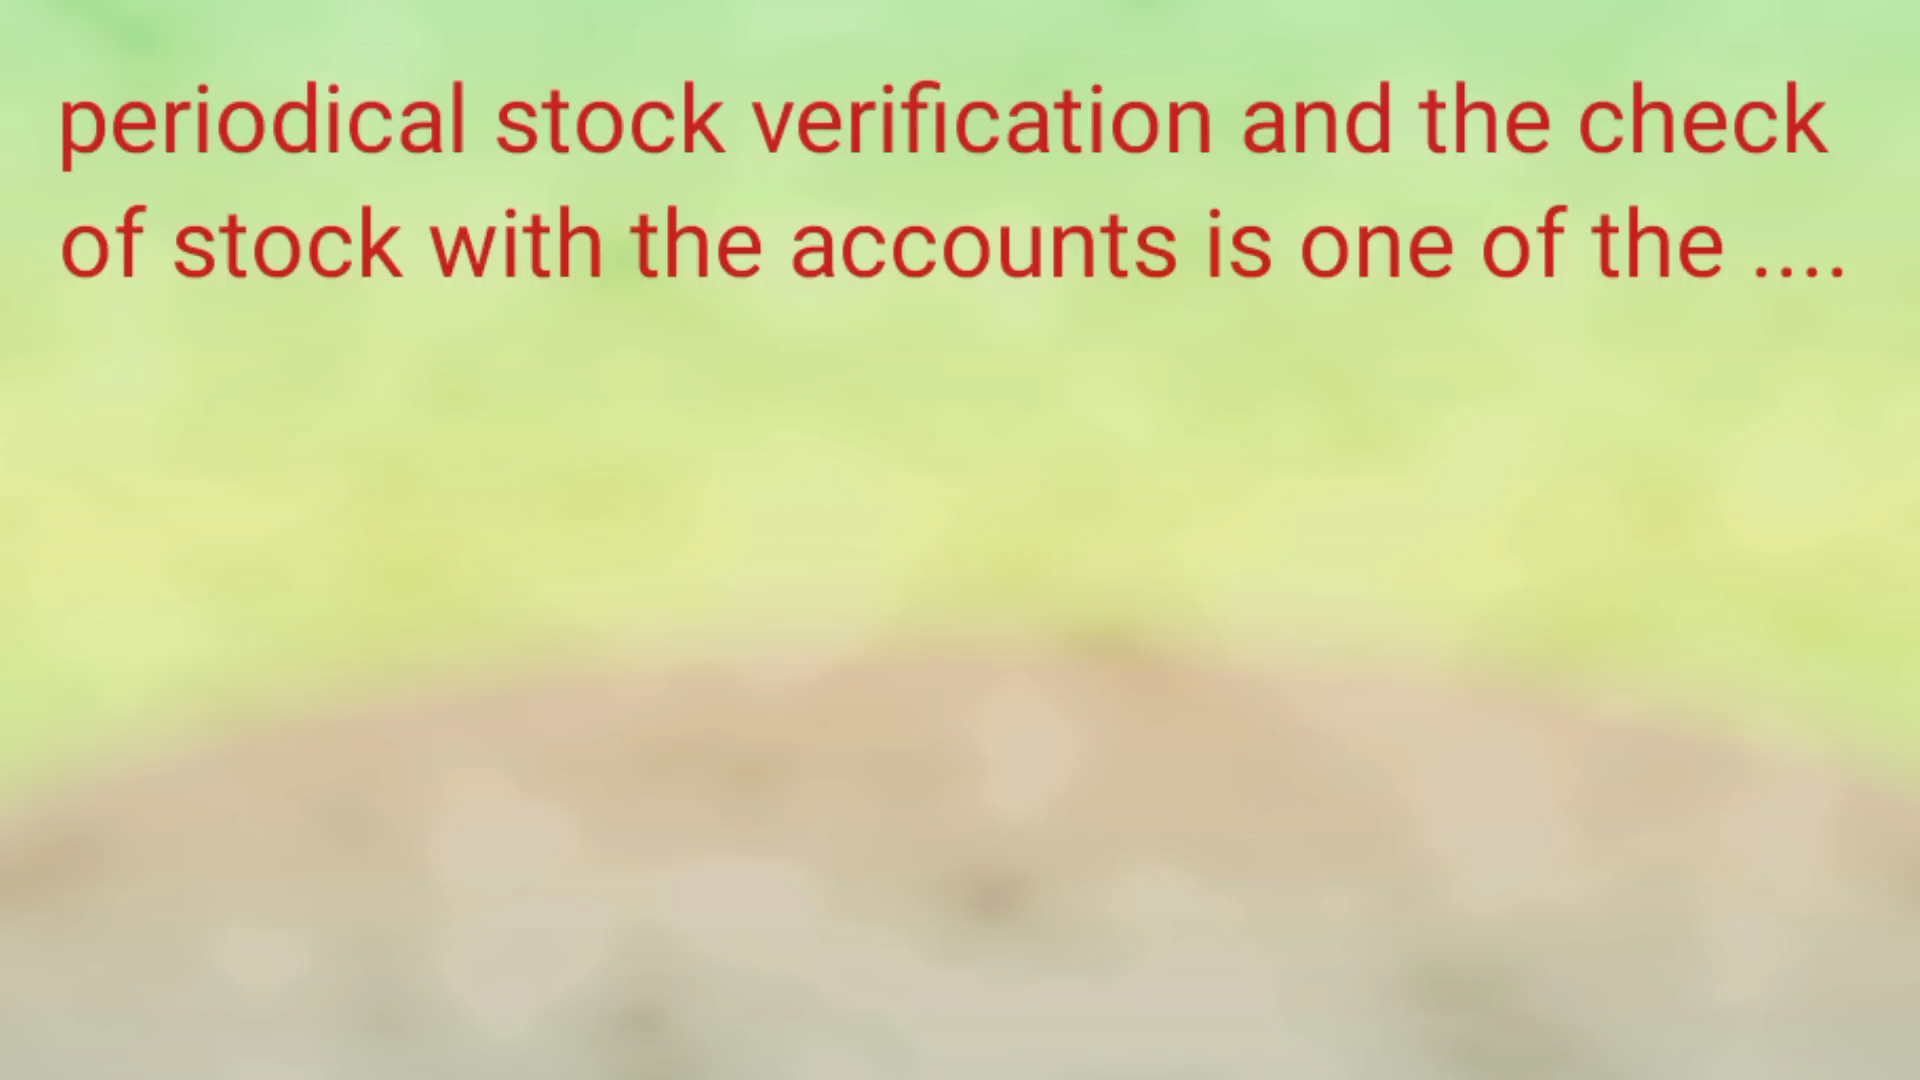 periodical stock verification and the check
of stock with the accounts is one of the ....